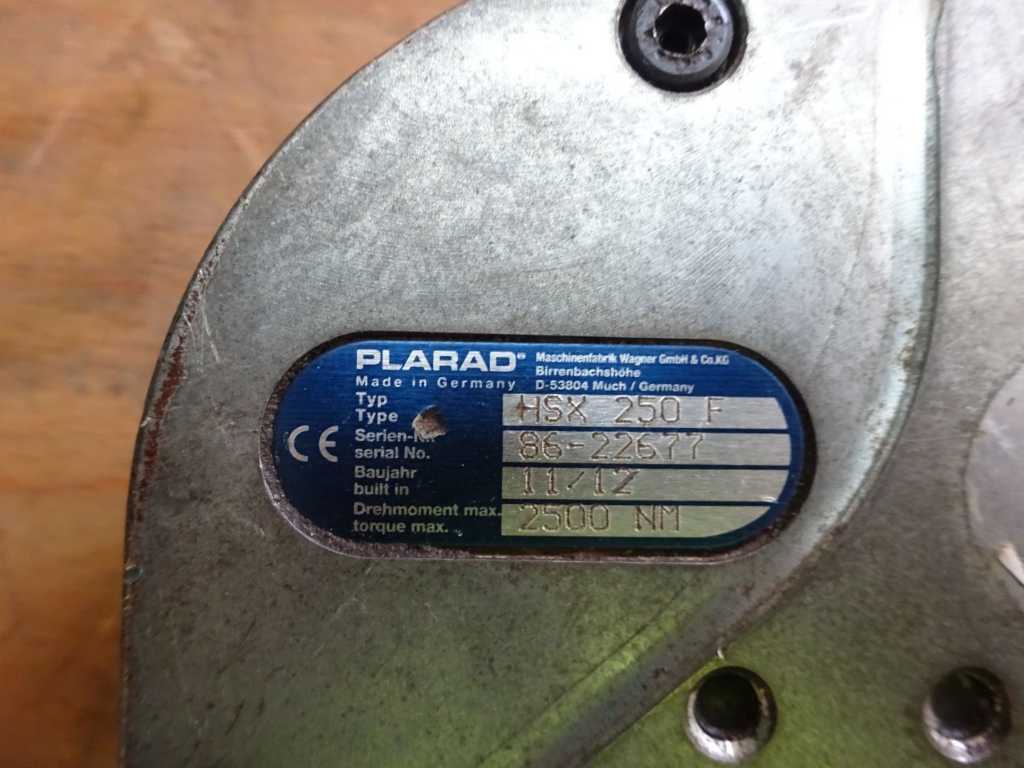 PLARAD® Maschinenfabrik Wagner GmbH & Co.KG
Birrenbachshöhe
Made in Germany D-53804 Much / Germany
Typ
Type HSX 250 F
Serien-Nr.
serial No. 86-22677
Baujahr
built in 11/12
Drehmoment max.
torque max. 2500 NM
CE